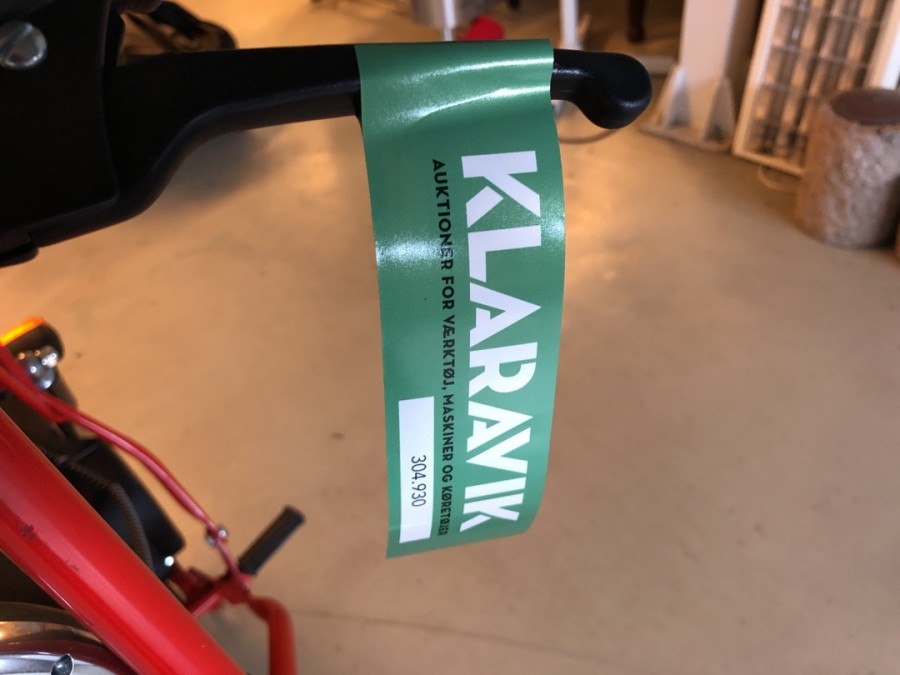 KLARAVIK
AUKTIONER FOR VÆRKTØJ, MASKINER OG KØRETØJER
304.930